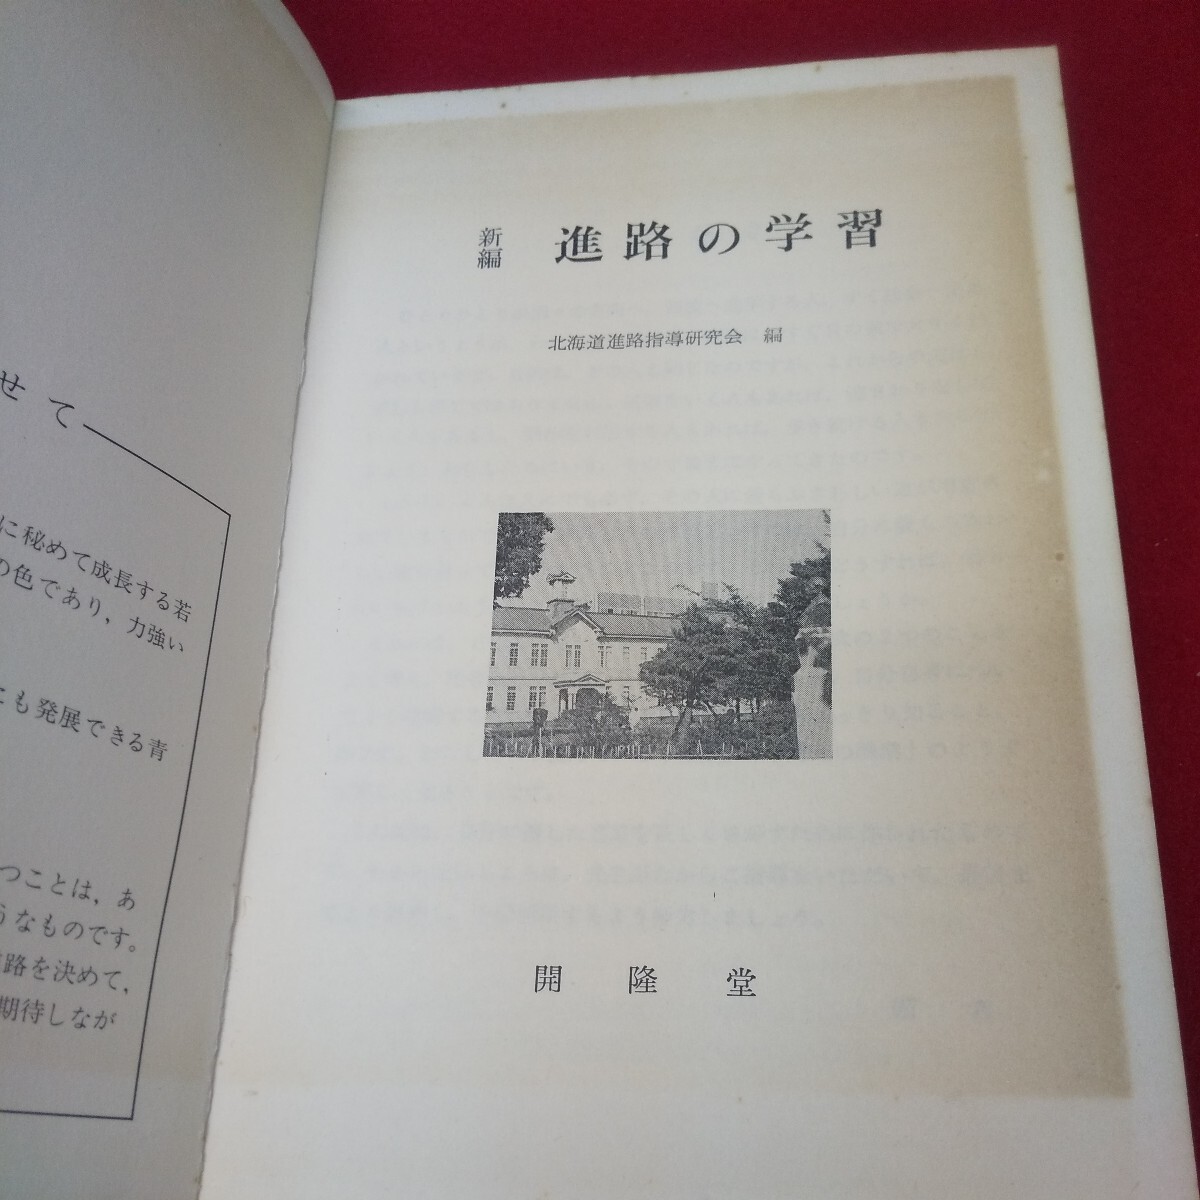 せて——
に秘めて成長する若
の色であり，力強い
も発展できる青
つことは，あ
うなものです。
路を決めて，
期待しなが
新編 進路の学習
北海道進路指導研究会 編
開隆堂